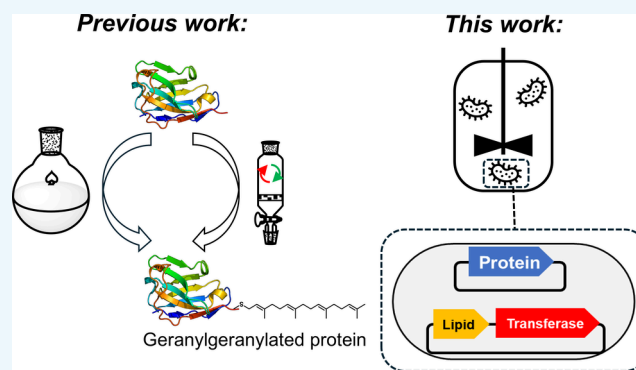 Previous work:
This work:
S
Geranylgeranylated protein
Protein
Lipid
Transferase